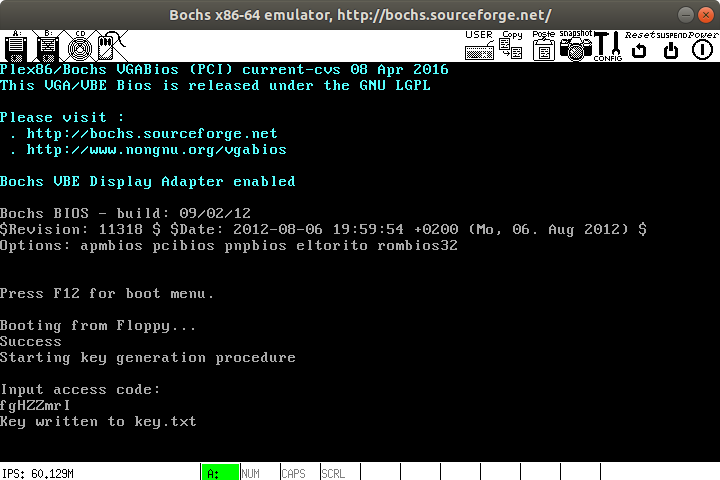 Bochs x86-64 emulator, http://bochs.sourceforge.net/
A: B: CD USER Copy Paste Snapshot CONFIG Reset SUSPEND Power
Plex86/Bochs VGABios (PCI) current-cvs 08 Apr 2016
This VGA/VBE Bios is released under the GNU LGPL
Please visit :
. http://bochs.sourceforge.net
. http://www.nongnu.org/vgabios
Bochs VBE Display Adapter enabled
Bochs BIOS - build: 09/02/12
$Revision: 11318 $ $Date: 2012-08-06 19:59:54 +0200 (Mo, 06. Aug 2012) $
Options: apmbios pcibios pnpbios eltorito rombios32
Press F12 for boot menu.
Booting from Floppy...
Success
Starting key generation procedure
Input access code:
fgHZZmrI
Key written to key.txt
IPS: 60.129M A: NUM CAPS SCRL